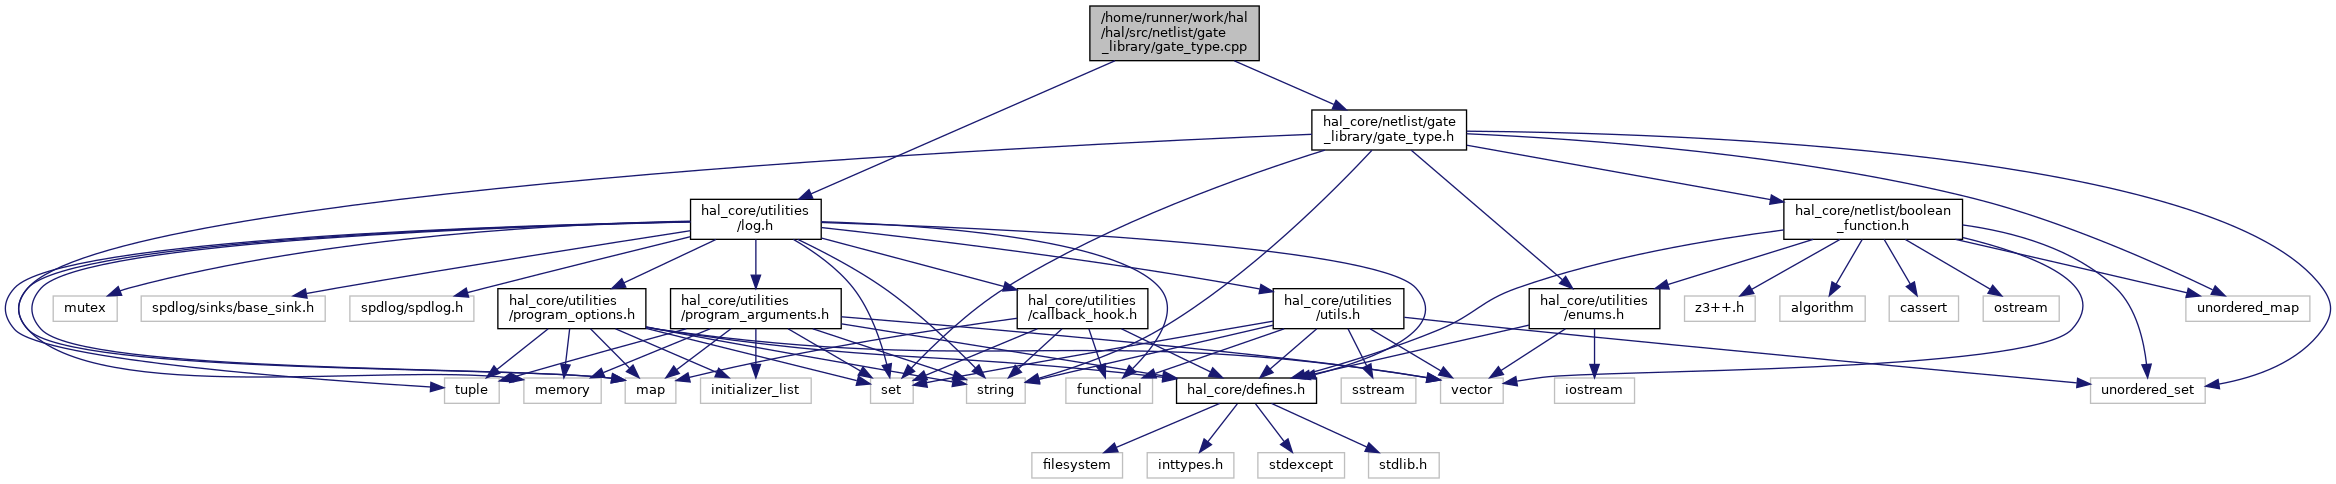 /home/runner/work/hal
/hal/src/netlist/gate
_library/gate_type.cpp
hal_core/netlist/gate
_library/gate_type.h
hal_core/utilities
/log.h
hal_core/netlist/boolean
_function.h
mutex
spdlog/sinks/base_sink.h
spdlog/spdlog.h
hal_core/utilities
/program_options.h
hal_core/utilities
/program_arguments.h
hal_core/utilities
/callback_hook.h
hal_core/utilities
/utils.h
hal_core/utilities
/enums.h
z3++.h
algorithm
cassert
ostream
unordered_map
tuple
memory
map
initializer_list
set
string
functional
hal_core/defines.h
sstream
vector
iostream
unordered_set
filesystem
inttypes.h
stdexcept
stdlib.h